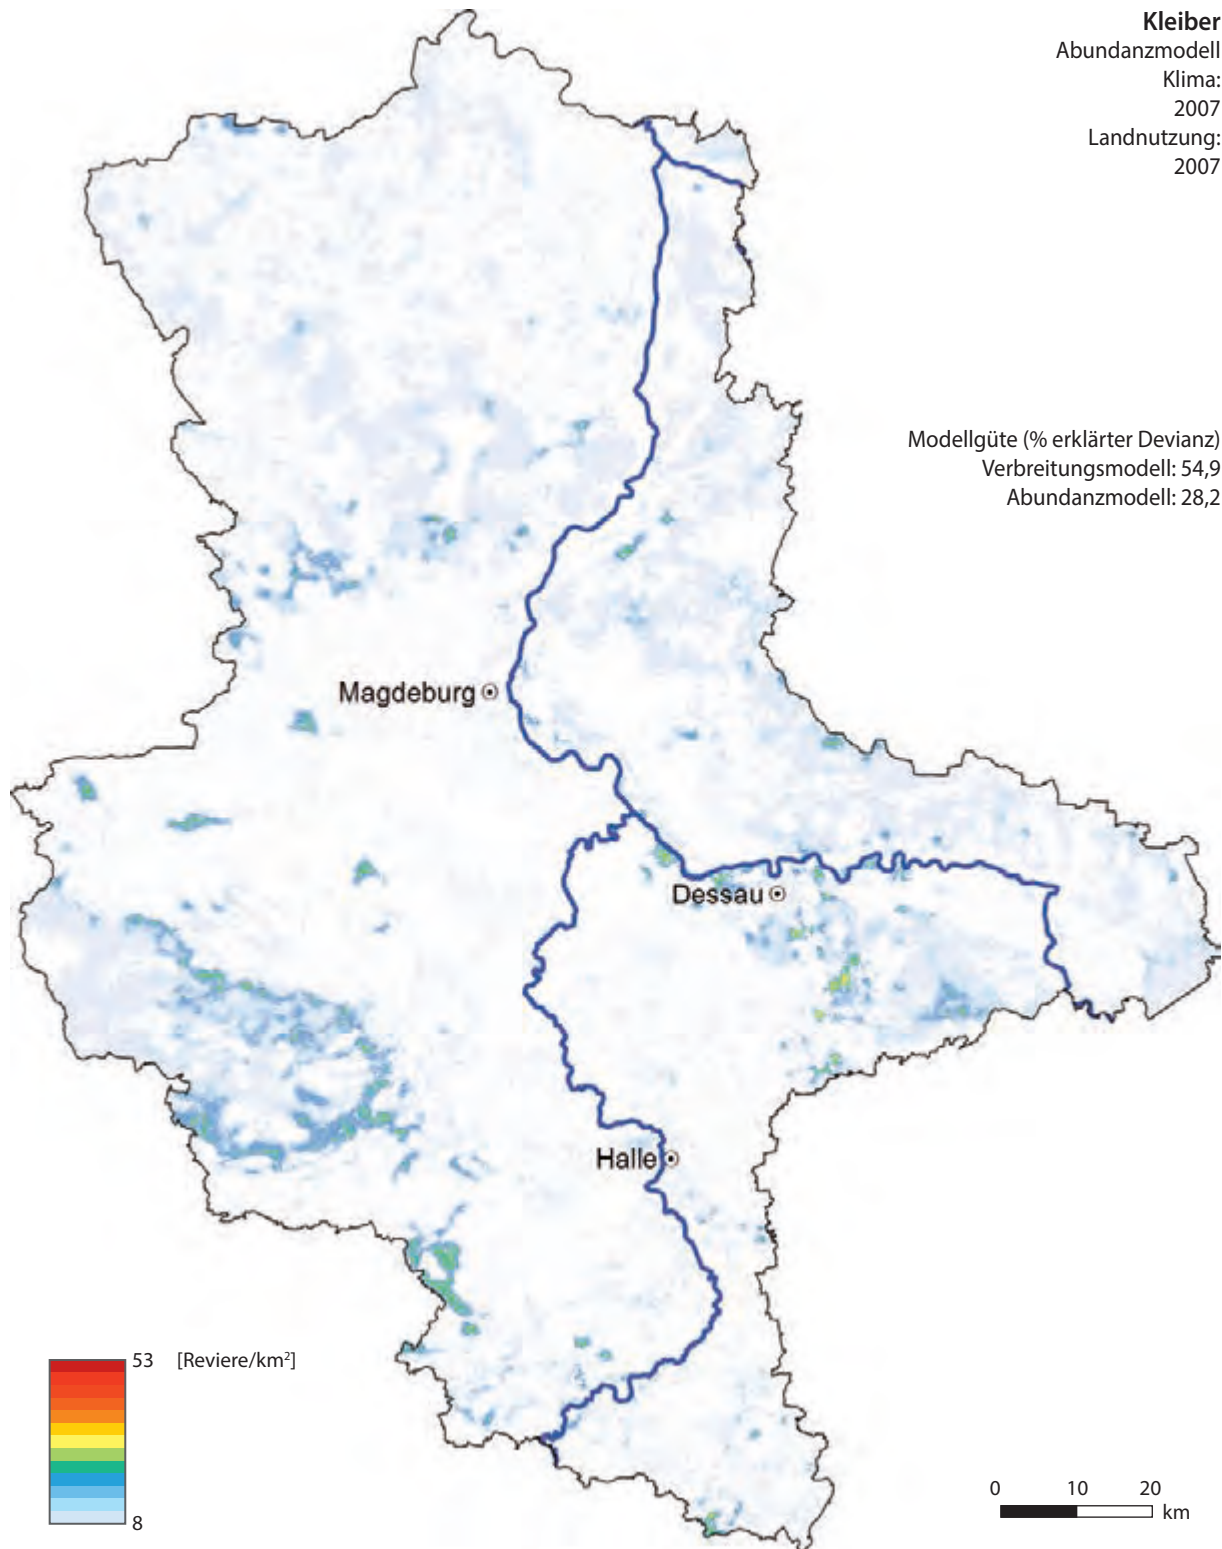 Kleiber
Abundanzmodell
Klima:
2007
Landnutzung:
2007
Modellgüte (% erklärter Devianz)
Verbreitungsmodell: 54,9
Abundanzmodell: 28,2
Magdeburg
Dessau
Halle
53 [Reviere/km²]
8
0 10 20
km